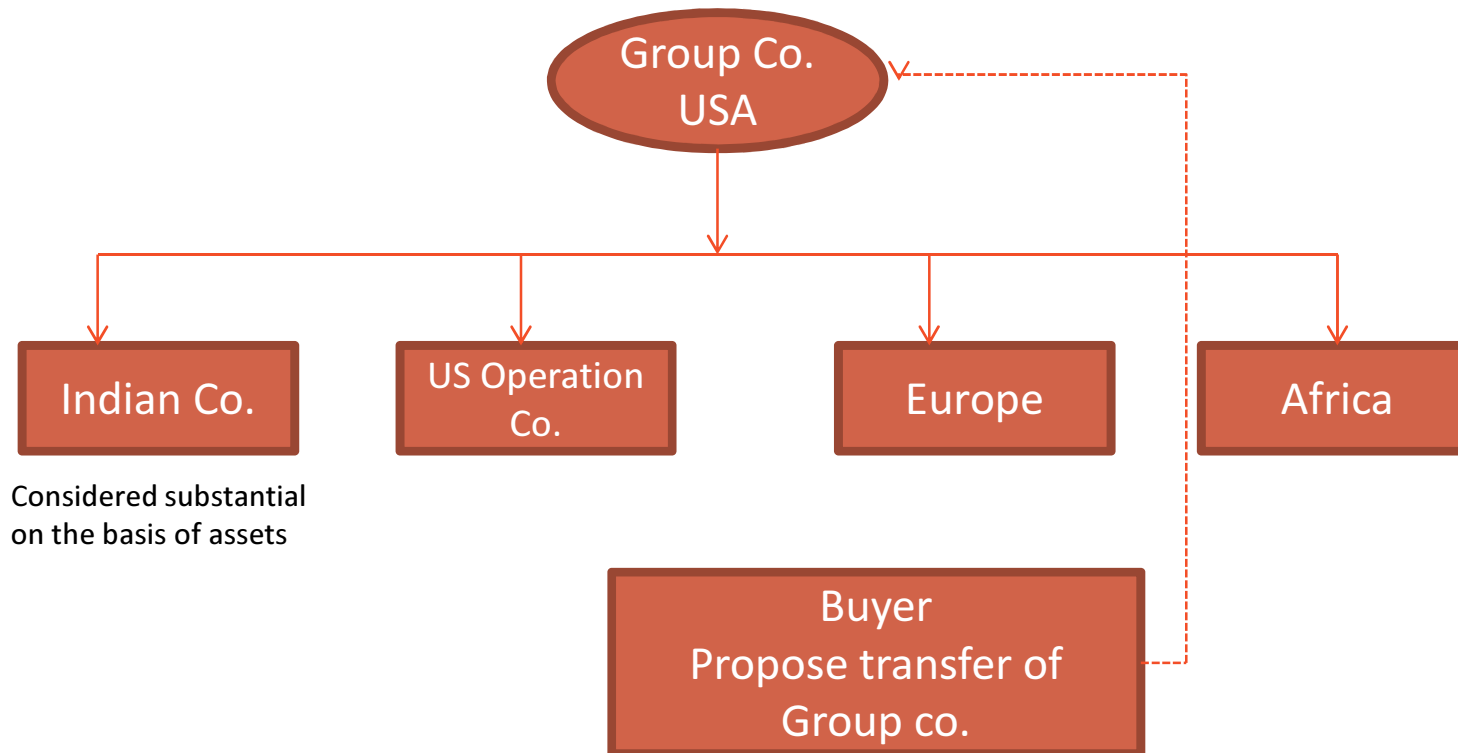 Group Co.
USA
Indian Co.
US Operation
Co.
Europe
Africa
Considered substantial
on the basis of assets
Buyer
Propose transfer of
Group co.